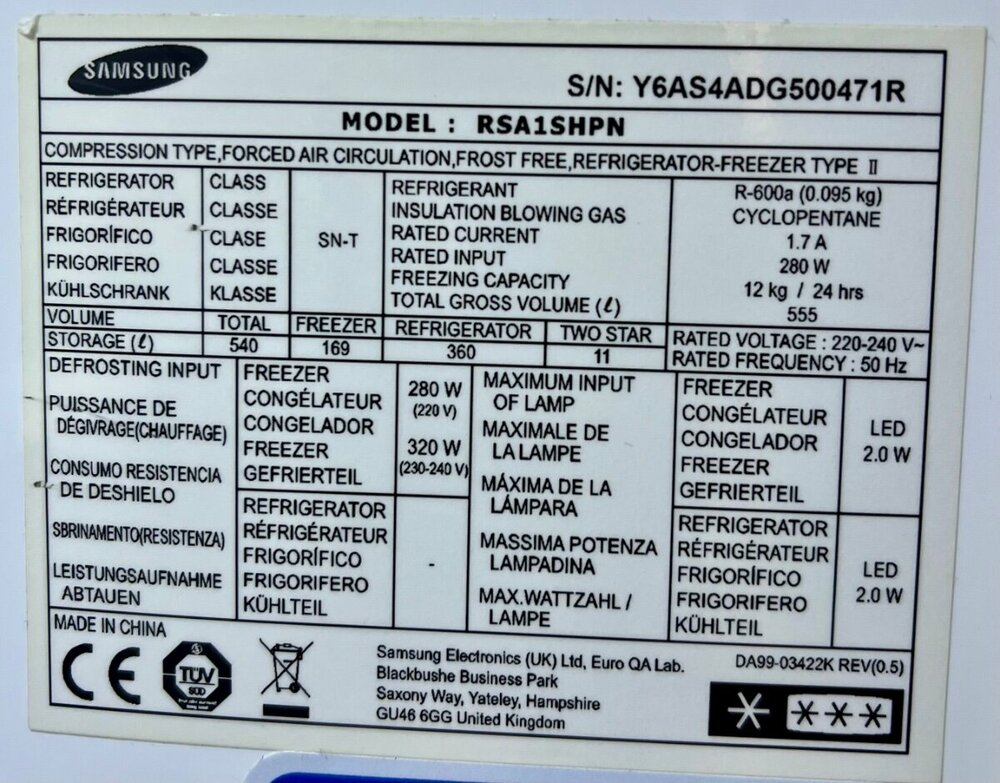 SAMSUNG
S/N: Y6AS4ADG500471R
MODEL : RSA1SHPN
COMPRESSION TYPE,FORCED AIR CIRCULATION,FROST FREE,REFRIGERATOR-FREEZER TYPE II
REFRIGERATOR
RÉFRIGÉRATEUR
FRIGORÍFICO
FRIGORIFERO
KÜHLSCHRANK
CLASS
CLASSE
CLASE
CLASSE
KLASSE
SN-T
REFRIGERANT
INSULATION BLOWING GAS
RATED CURRENT
RATED INPUT
FREEZING CAPACITY
TOTAL GROSS VOLUME (ℓ)
R-600a (0.095 kg)
CYCLOPENTANE
1.7 A
280 W
12 kg / 24 hrs
555
VOLUME
STORAGE (ℓ)
TOTAL
540
FREEZER
169
REFRIGERATOR
360
TWO STAR
11
RATED VOLTAGE : 220-240 V~
RATED FREQUENCY : 50 Hz
DEFROSTING INPUT
PUISSANCE DE
DÉGIVRAGE(CHAUFFAGE)
CONSUMO RESISTENCIA
DE DESHIELO
SBRINAMENTO(RESISTENZA)
LEISTUNGSAUFNAHME
ABTAUEN
FREEZER
CONGÉLATEUR
CONGELADOR
FREEZER
GEFRIERTEIL
280 W
(220 V)
320 W
(230-240 V)
REFRIGERATOR
RÉFRIGÉRATEUR
FRIGORÍFICO
FRIGORIFERO
KÜHLTEIL
-
MAXIMUM INPUT
OF LAMP
MAXIMALE DE
LA LAMPE
MÁXIMA DE LA
LÁMPARA
MASSIMA POTENZA
LAMPADINA
MAX.WATTZAHL /
LAMPE
FREEZER
CONGÉLATEUR
CONGELADOR
FREEZER
GEFRIERTEIL
LED
2.0 W
REFRIGERATOR
RÉFRIGÉRATEUR
FRIGORÍFICO
FRIGORIFERO
KÜHLTEIL
LED
2.0 W
MADE IN CHINA
CE
TÜV
SÜD
Samsung Electronics (UK) Ltd, Euro QA Lab.
Blackbushe Business Park
Saxony Way, Yateley, Hampshire
GU46 6GG United Kingdom
DA99-03422K REV(0.5)